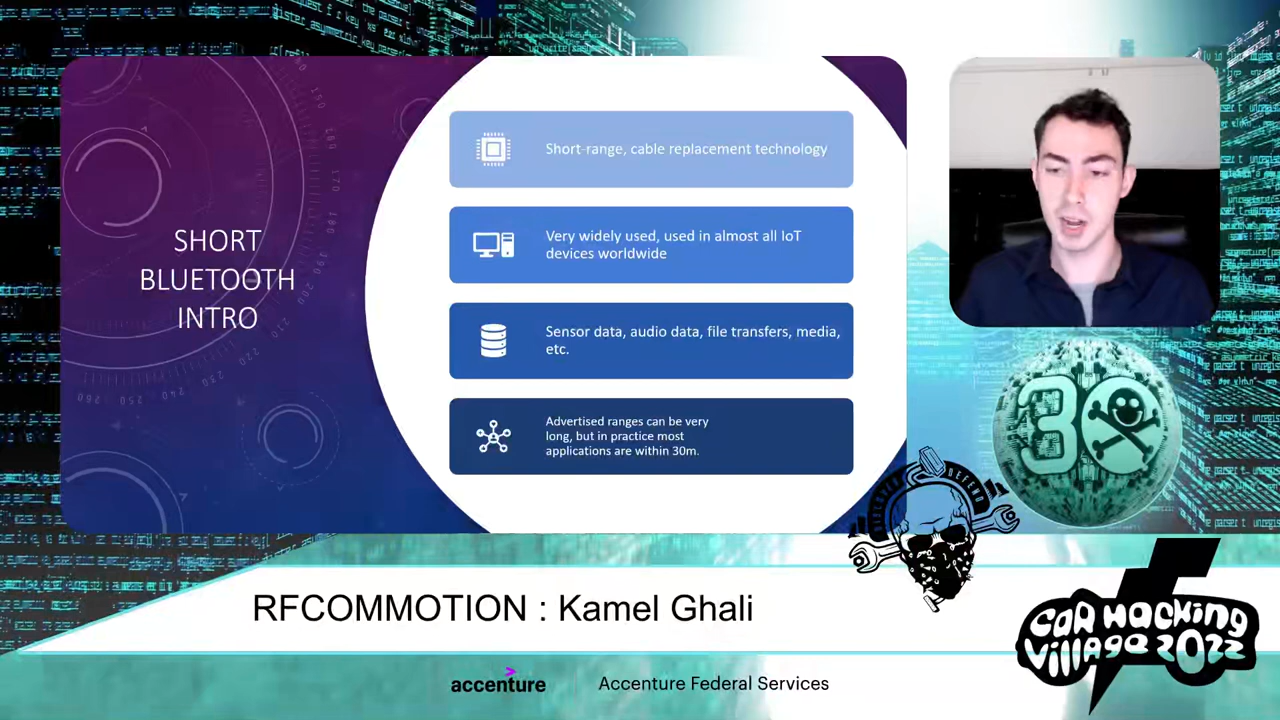 SHORT
BLUETOOTH
INTRO
Short-range, cable replacement technology
Very widely used, used in almost all IoT
devices worldwide
Sensor data, audio data, file transfers, media,
etc.
Advertised ranges can be very
long, but in practice most
applications are within 30m.
30
DEFEND
RFCOMMOTION : Kamel Ghali
CAR HACKING
VILLAGE 2022
accenture
Accenture Federal Services